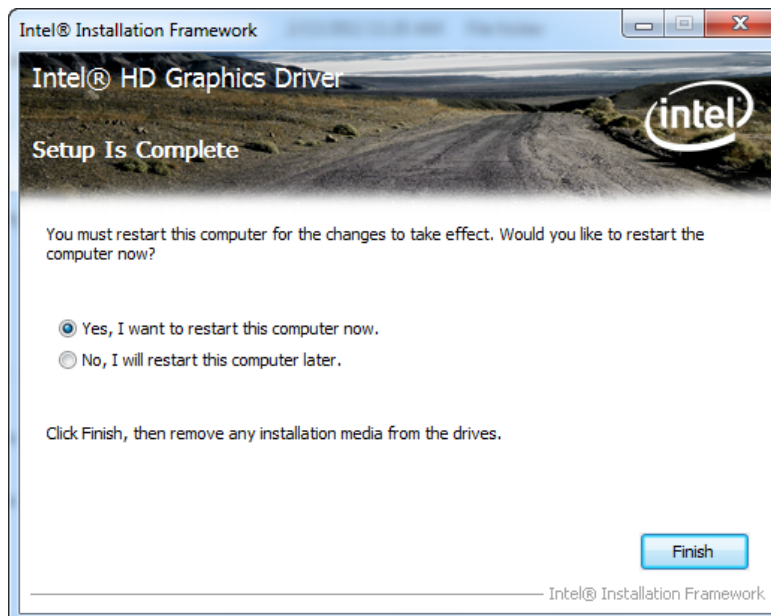 Intel® Installation Framework
Intel® HD Graphics Driver
intel
Setup Is Complete
You must restart this computer for the changes to take effect. Would you like to restart the
computer now?
Yes, I want to restart this computer now.
No, I will restart this computer later.
Click Finish, then remove any installation media from the drives.
Finish
Intel® Installation Framework